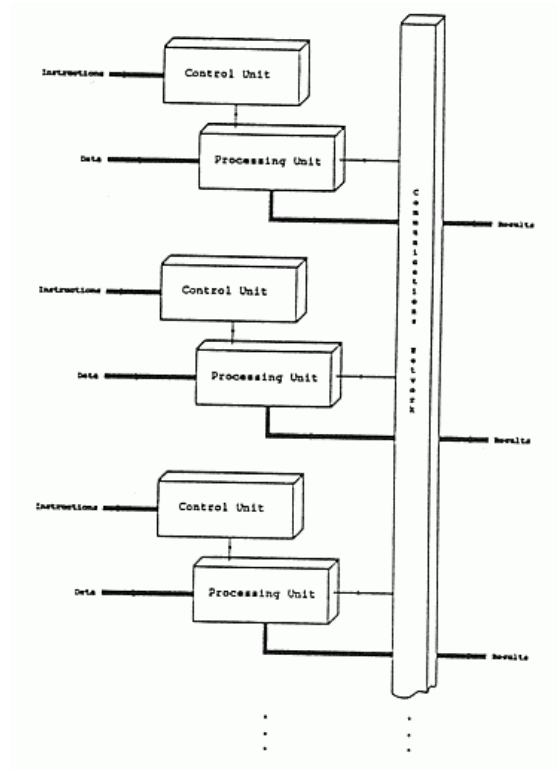 Instructions
Control Unit
Data
Processing Unit
Communications Network
Results
Instructions
Control Unit
Data
Processing Unit
Results
Instructions
Control Unit
Data
Processing Unit
Results